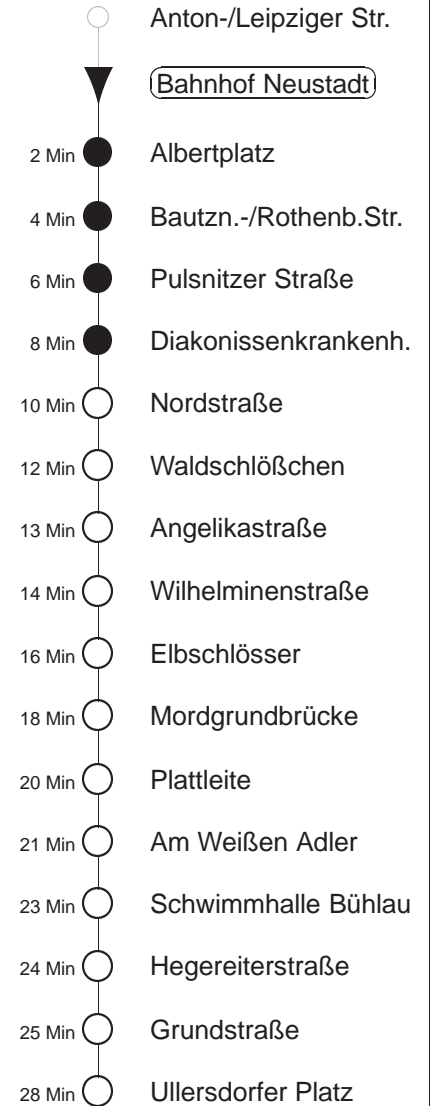 Anton-/Leipziger Str.
Bahnhof Neustadt
2 Min Albertplatz
4 Min Bautzn.-/Rothenb.Str.
6 Min Pulsnitzer Straße
8 Min Diakonissenkrankenh.
10 Min Nordstraße
12 Min Waldschlößchen
13 Min Angelikastraße
14 Min Wilhelminenstraße
16 Min Elbschlösser
18 Min Mordgrundbrücke
20 Min Plattleite
21 Min Am Weißen Adler
23 Min Schwimmhalle Bühlau
24 Min Hegereiterstraße
25 Min Grundstraße
28 Min Ullersdorfer Platz